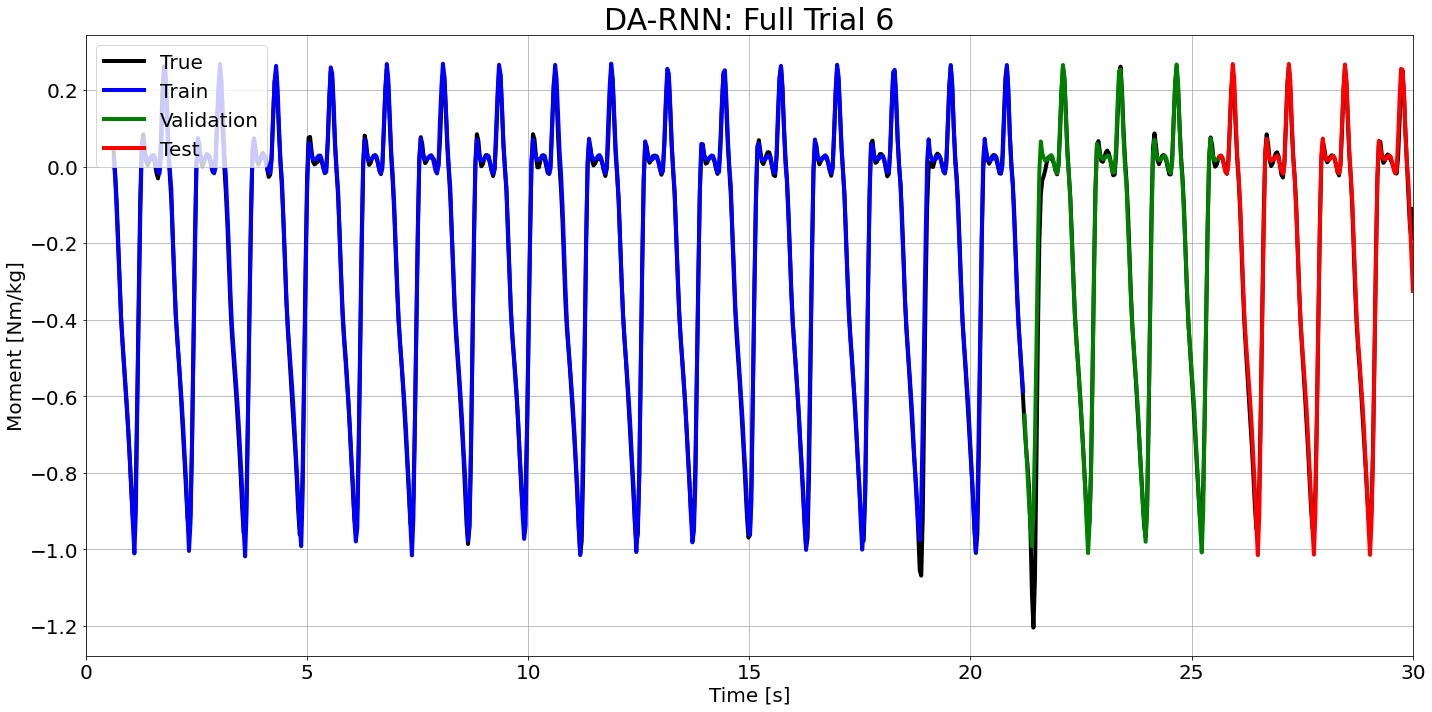 DA-RNN: Full Trial 6
True
Train
Validation
Test
0.2
0.0
−0.2
−0.4
−0.6
−0.8
−1.0
−1.2
Moment [Nm/kg]
0 5 10 15 20 25 30
Time [s]